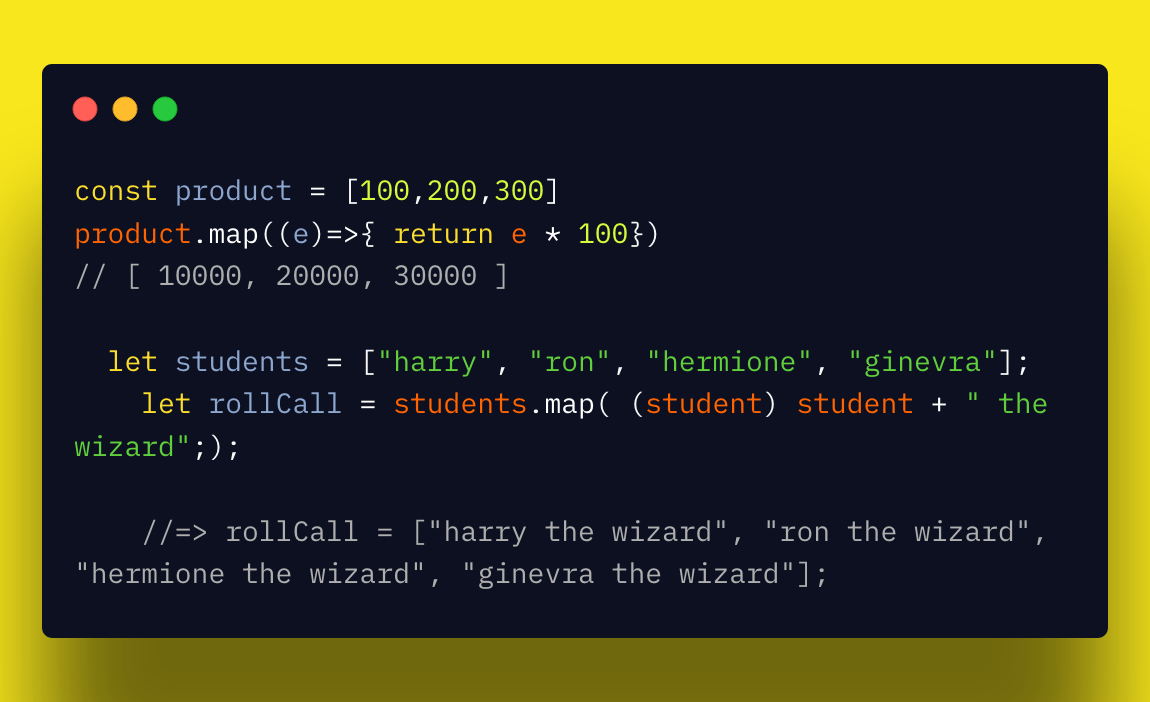 const product = [100,200,300]
product.map((e)=>{ return e * 100})
// [ 10000, 20000, 30000 ]
let students = ["harry", "ron", "hermione", "ginevra"];
let rollCall = students.map( (student) student + " the
wizard";);
//=> rollCall = ["harry the wizard", "ron the wizard",
"hermione the wizard", "ginevra the wizard"];